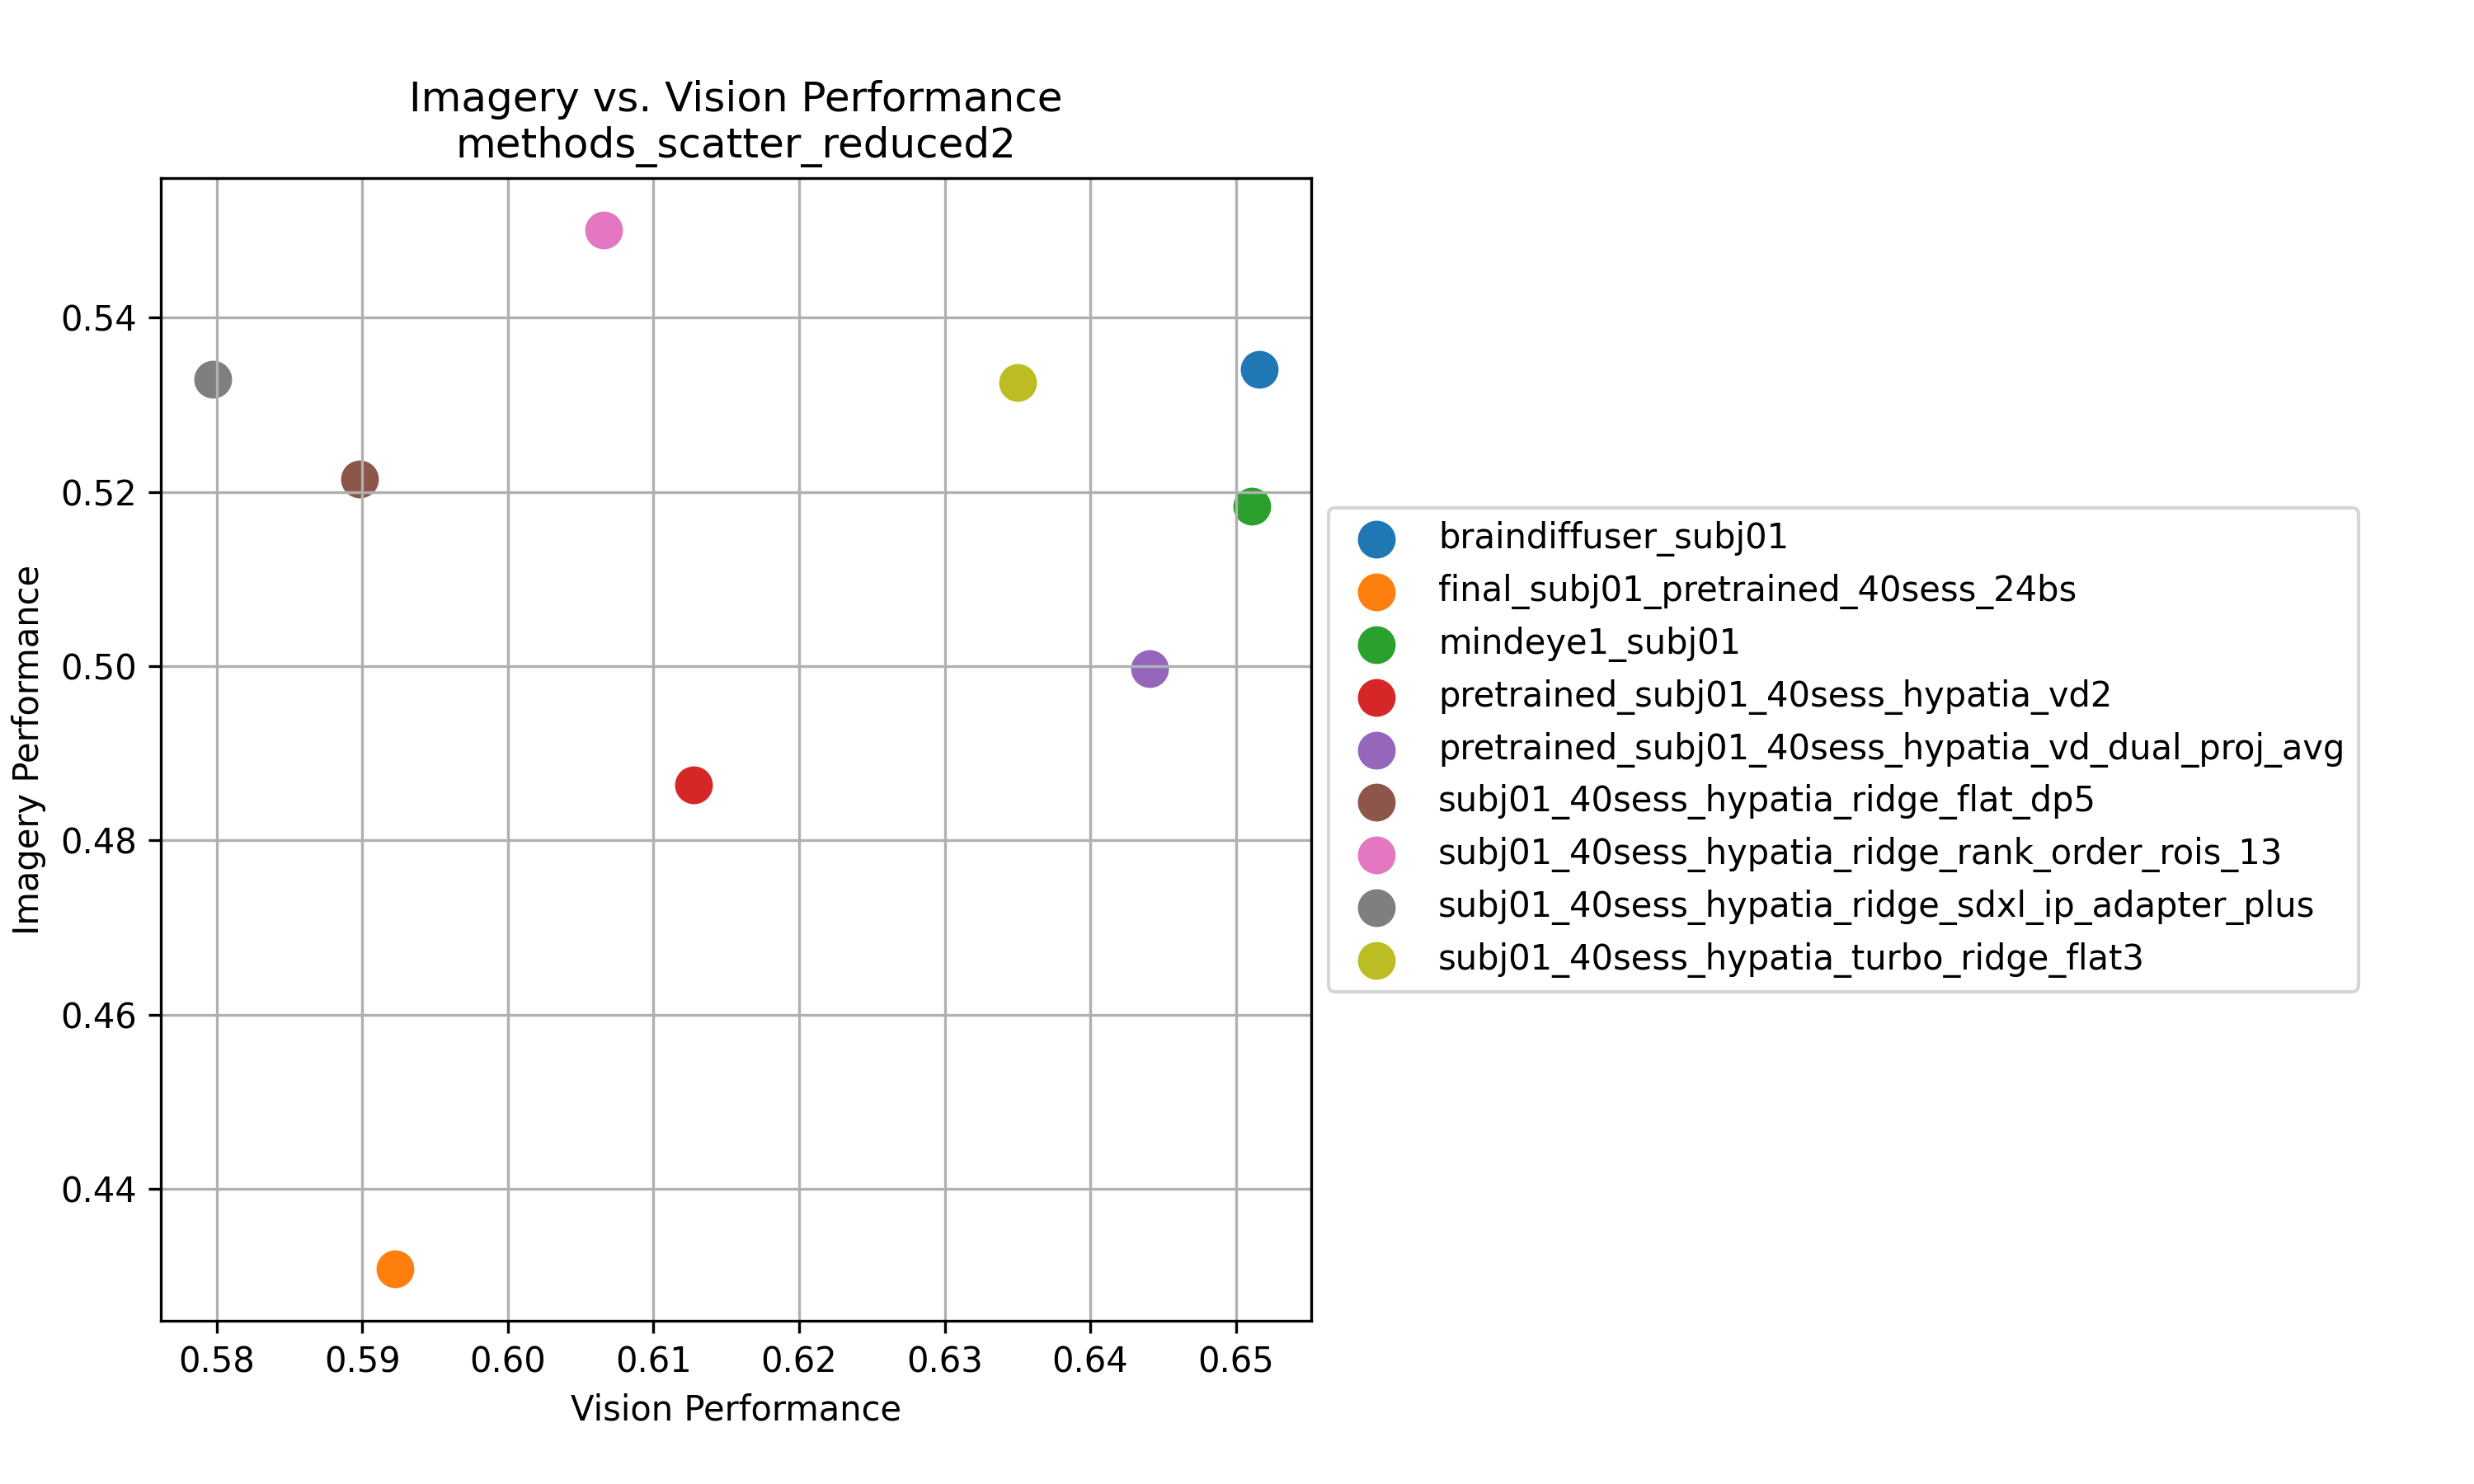 Imagery vs. Vision Performance
methods_scatter_reduced2
Imagery Performance
0.54
0.52
0.50
0.48
0.46
0.44
0.58 0.59 0.60 0.61 0.62 0.63 0.64 0.65
Vision Performance
braindiffuser_subj01
final_subj01_pretrained_40sess_24bs
mindeye1_subj01
pretrained_subj01_40sess_hypatia_vd2
pretrained_subj01_40sess_hypatia_vd_dual_proj_avg
subj01_40sess_hypatia_ridge_flat_dp5
subj01_40sess_hypatia_ridge_rank_order_rois_13
subj01_40sess_hypatia_ridge_sdxl_ip_adapter_plus
subj01_40sess_hypatia_turbo_ridge_flat3